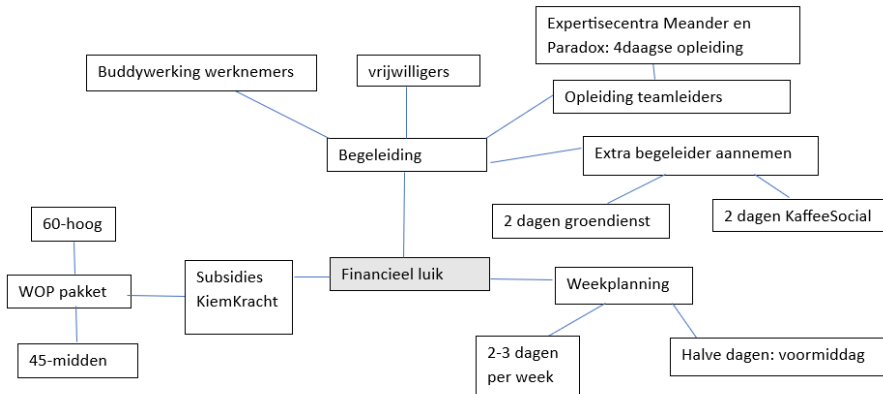 Expertisecentra Meander en
Paradox: 4daagse opleiding
Buddywerking werknemers
vrijwilligers
Opleiding teamleiders
Begeleiding
Extra begeleider aannemen
2 dagen groendienst
2 dagen KaffeeSocial
60-hoog
WOP pakket
45-midden
Subsidies
KiemKracht
Financieel luik
Weekplanning
2-3 dagen
per week
Halve dagen: voormiddag